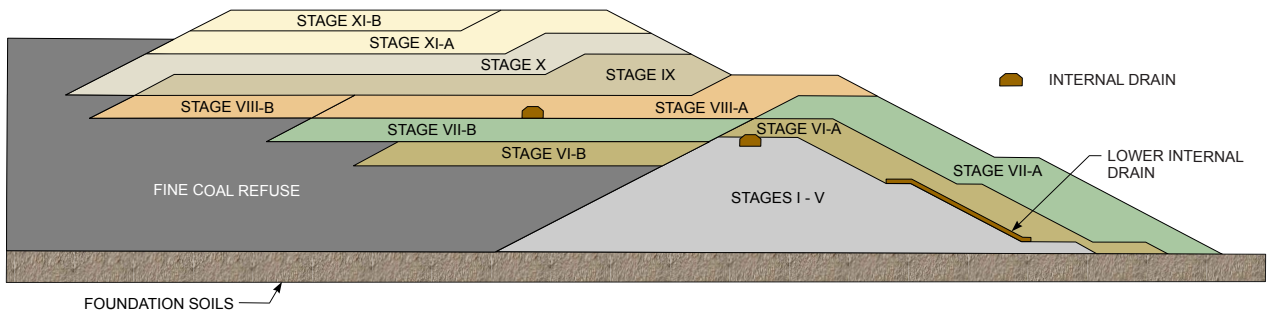 STAGE XI-B
STAGE XI-A
STAGE X
STAGE IX
INTERNAL DRAIN
STAGE VIII-B
STAGE VIII-A
STAGE VII-B
STAGE VI-A
STAGE VI-B
LOWER INTERNAL
DRAIN
STAGE VII-A
FINE COAL REFUSE
STAGES I - V
FOUNDATION SOILS